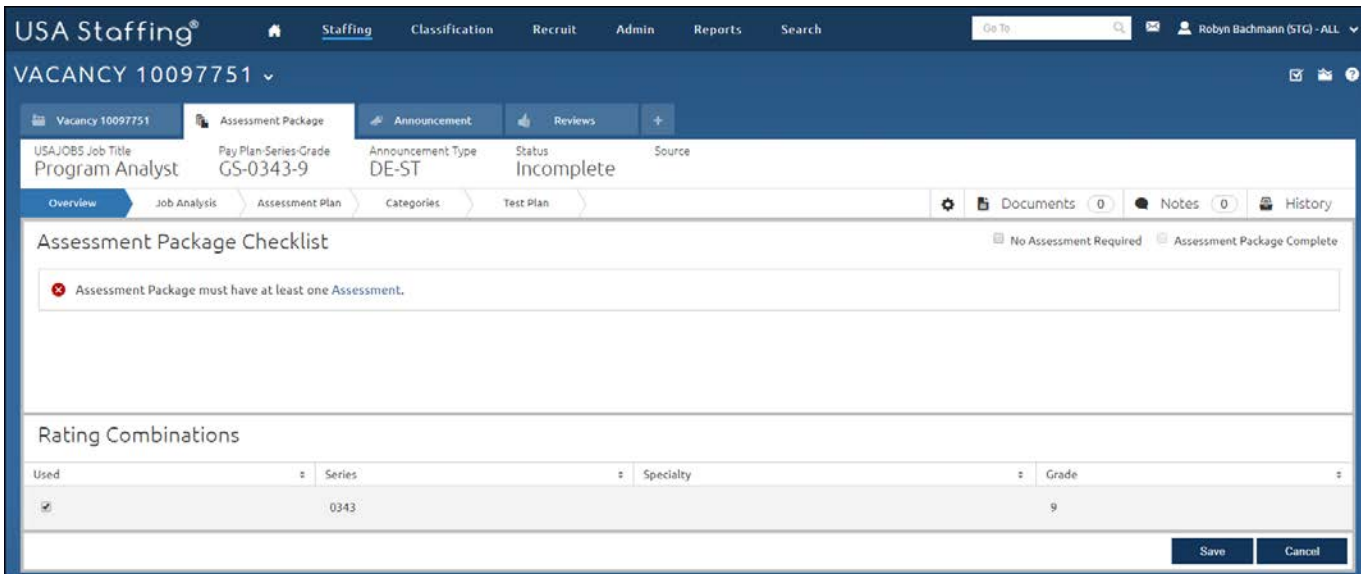 USA Staffing®
Staffing Classification Recruit Admin Reports Search Go To Robyn Bachmann (STG) - ALL
VACANCY 10097751
Vacancy 10097751 Assessment Package Announcement Reviews +
USAJOBS Job Title Pay Plan-Series-Grade Announcement Type Status Source
Program Analyst GS-0343-9 DE-ST Incomplete
Overview Job Analysis Assessment Plan Categories Test Plan Documents 0 Notes 0 History
Assessment Package Checklist No Assessment Required Assessment Package Complete
Assessment Package must have at least one Assessment.
Rating Combinations
Used Series Specialty Grade
0343 9
Save Cancel